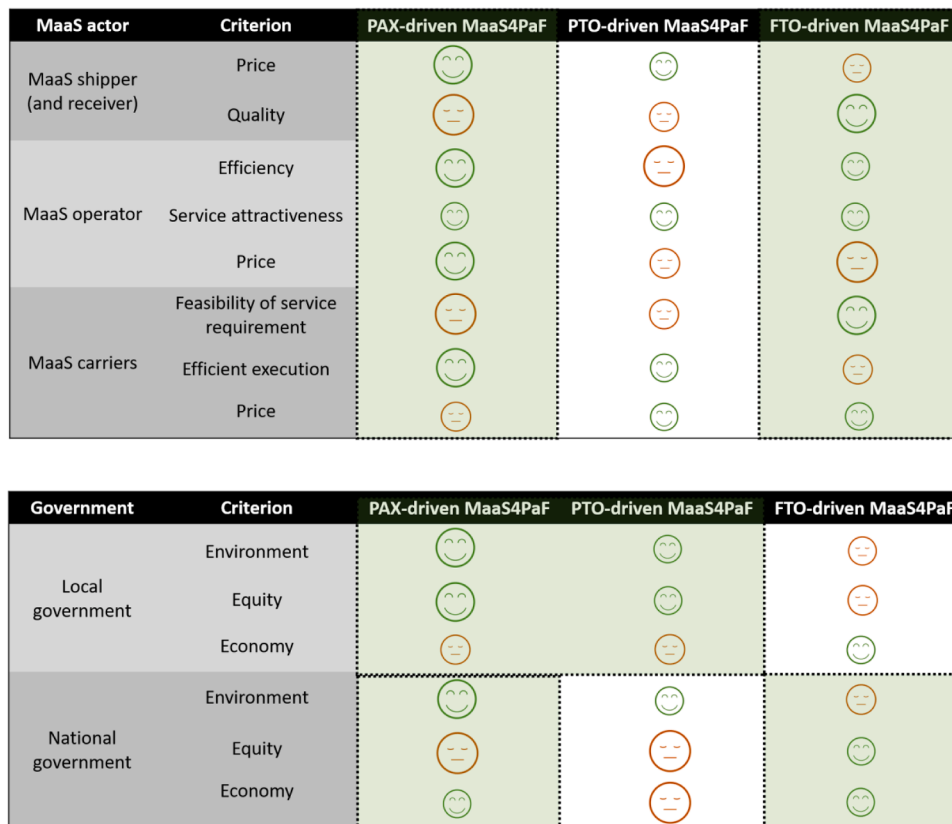 MaaS actor Criterion PAX-driven MaaS4PaF PTO-driven MaaS4PaF FTO-driven MaaS4PaF
MaaS shipper
(and receiver)
Price
Quality
MaaS operator
Efficiency
Service attractiveness
Price
MaaS carriers
Feasibility of service
requirement
Efficient execution
Price
Government Criterion PAX-driven MaaS4PaF PTO-driven MaaS4PaF FTO-driven MaaS4PaF
Local
government
Environment
Equity
Economy
National
government
Environment
Equity
Economy